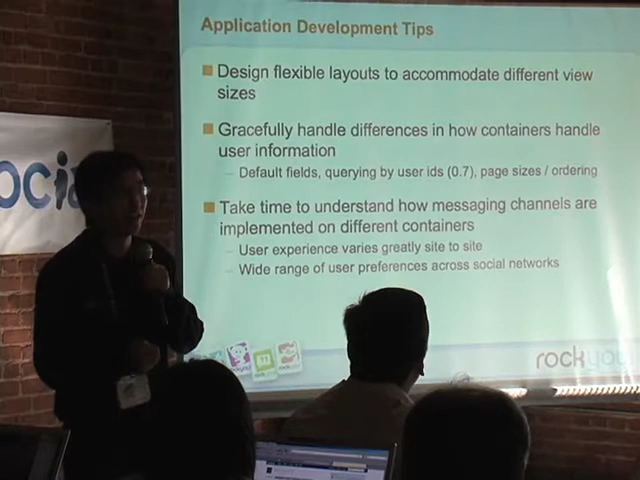 Application Development Tips
Design flexible layouts to accommodate different view
sizes
Gracefully handle differences in how containers handle
user information
– Default fields, querying by user ids (0.7), page sizes / ordering
Take time to understand how messaging channels are
implemented on different containers
– User experience varies greatly site to site
– Wide range of user preferences across social networks
rockyou